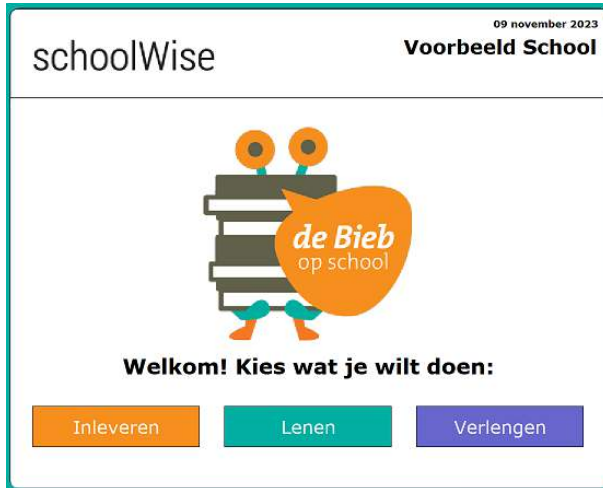 09 november 2023
schoolWise
Voorbeeld School
de Bieb
op school
Welkom! Kies wat je wilt doen:
Inleveren
Lenen
Verlengen